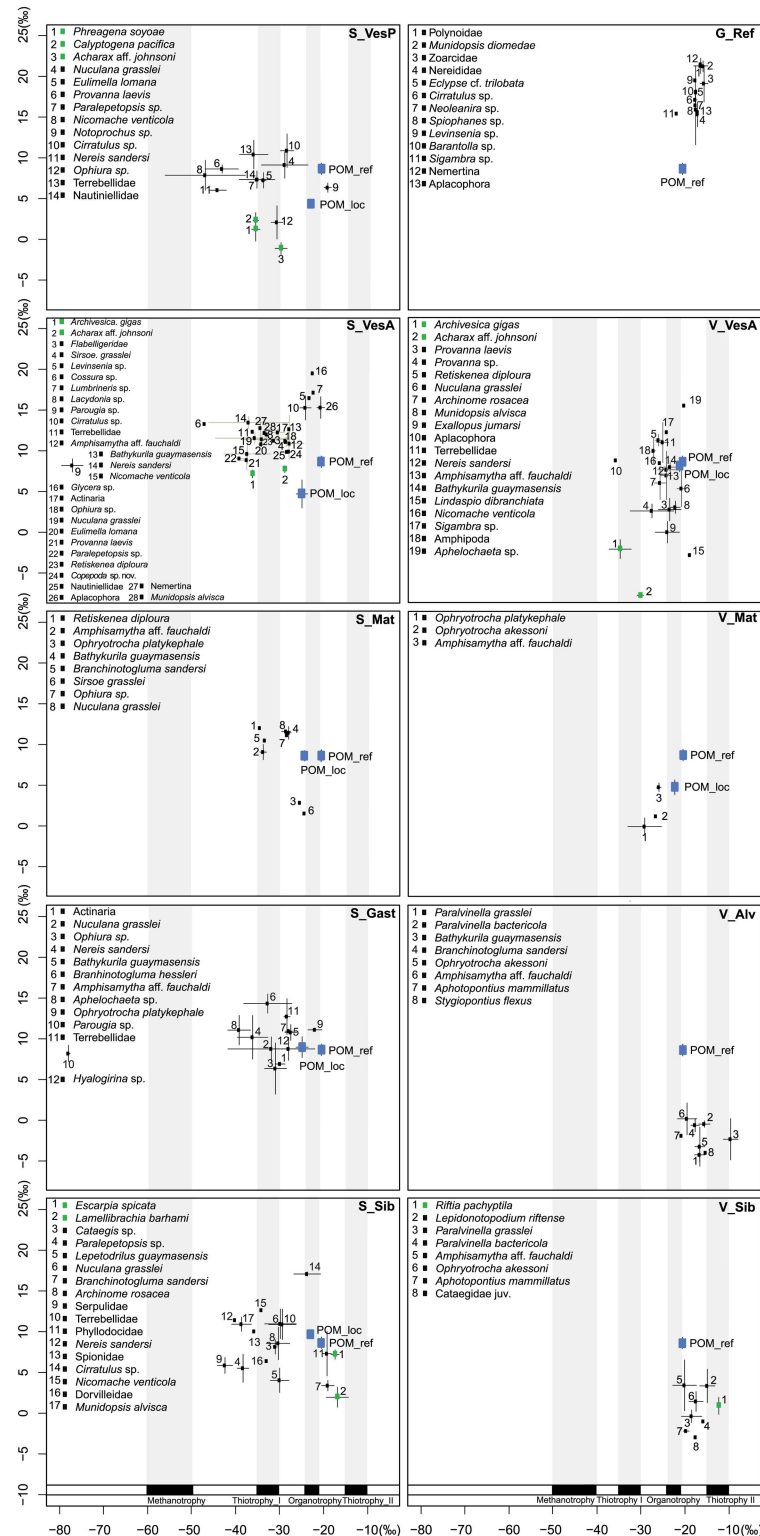 S_VesP
1 Phreagena soyoae
2 Calyptogena pacifica
3 Acharax aff. johnsoni
4 Nuculana grasslei
5 Eulimella lomana
6 Provanna laevis
7 Paralepetopsis sp.
8 Nicomache venticola
9 Notoprochus sp.
10 Cirratulus sp.
11 Nereis sandersi
12 Ophiura sp.
13 Terrebellidae
14 Nautiniellidae
POM_ref
POM_loc
G_Ref
1 Polynoidae
2 Munidopsis diomedae
3 Zoarcidae
4 Nereididae
5 Eclypse cf. trilobata
6 Cirratulus sp.
7 Neoleanira sp.
8 Spiophanes sp.
9 Levinsenia sp.
10 Barantolla sp.
11 Sigambra sp.
12 Nemertina
13 Aplacophora
POM_ref
S_VesA
1 Archivesica. gigas
2 Acharax aff. johnsoni
3 Flabelligeridae
4 Sirsoe. grasslei
5 Levinsenia sp.
6 Cossura sp.
7 Lumbrineris sp.
8 Lacydonia sp.
9 Parougia sp.
10 Cirratulus sp.
11 Terrebellidae
12 Amphisamytha aff. fauchaldi
13 Bathykurila guaymasensis
14 Nereis sandersi
15 Nicomache venticola
16 Glycera sp.
17 Actinaria
18 Ophiura sp.
19 Nuculana grasslei
20 Eulimella lomana
21 Provanna laevis
22 Paralepetopsis sp.
23 Retiskenea diploura
24 Copepoda sp. nov.
25 Nautiniellidae 27 Nemertina
26 Aplacophora 28 Munidopsis alvisca
POM_ref
POM_loc
V_VesA
1 Archivesica gigas
2 Acharax aff. johnsoni
3 Provanna laevis
4 Provanna sp.
5 Retiskenea diploura
6 Nuculana grasslei
7 Archinome rosacea
8 Munidopsis alvisca
9 Exallopus jumarsi
10 Aplacophora
11 Terrebellidae
12 Nereis sandersi
13 Amphisamytha aff. fauchaldi
14 Bathykurila guaymasensis
15 Lindaspio dibranchiata
16 Nicomache venticola
17 Sigambra sp.
18 Amphipoda
19 Aphelochaeta sp.
POM_ref
POM_loc
S_Mat
1 Retiskenea diploura
2 Amphisamytha aff. fauchaldi
3 Ophryotrocha platykephale
4 Bathykurila guaymasensis
5 Branchinotogluma sandersi
6 Sirsoe grasslei
7 Ophiura sp.
8 Nuculana grasslei
POM_ref
POM_loc
V_Mat
1 Ophryotrocha platykephale
2 Ophryotrocha akessoni
3 Amphisamytha aff. fauchaldi
POM_ref
POM_loc
S_Gast
1 Actinaria
2 Nuculana grasslei
3 Ophiura sp.
4 Nereis sandersi
5 Bathykurila guaymasensis
6 Branhinotogluma hessleri
7 Amphisamytha aff. fauchaldi
8 Aphelochaeta sp.
9 Ophryotrocha platykephale
10 Parougia sp.
11 Terrebellidae
12 Hyalogirina sp.
POM_ref
POM_loc
V_Alv
1 Paralvinella grasslei
2 Paralvinella bactericola
3 Bathykurila guaymasensis
4 Branchinotogluma sandersi
5 Ophryotrocha akessoni
6 Amphisamytha aff. fauchaldi
7 Aphotopontius mammillatus
8 Stygiopontius flexus
POM_ref
S_Sib
1 Escarpia spicata
2 Lamellibrachia barhami
3 Cataegis sp.
4 Paralepetopsis sp.
5 Lepetodrilus guaymasensis
6 Nuculana grasslei
7 Branchinotogluma sandersi
8 Archinome rosacea
9 Serpulidae
10 Terrebellidae
11 Phyllodocidae
12 Nereis sandersi
13 Spionidae
14 Cirratulus sp.
15 Nicomache venticola
16 Dorvilleidae
17 Munidopsis alvisca
POM_loc
POM_ref
V_Sib
1 Riftia pachyptila
2 Lepidonotopodium riftense
3 Paralvinella grasslei
4 Paralvinella bactericola
5 Amphisamytha aff. fauchaldi
6 Ophryotrocha akessoni
7 Aphotopontius mammillatus
8 Cataegidae juv.
POM_ref
Methanotrophy Thiotrophy_I Organotrophy Thiotrophy_II
Methanotrophy Thiotrophy I Organotrophy Thiotrophy II
−80 −70 −60 −50 −40 −30 −20 −10(‰)
−80 −70 −60 −50 −40 −30 −20 −10(‰)